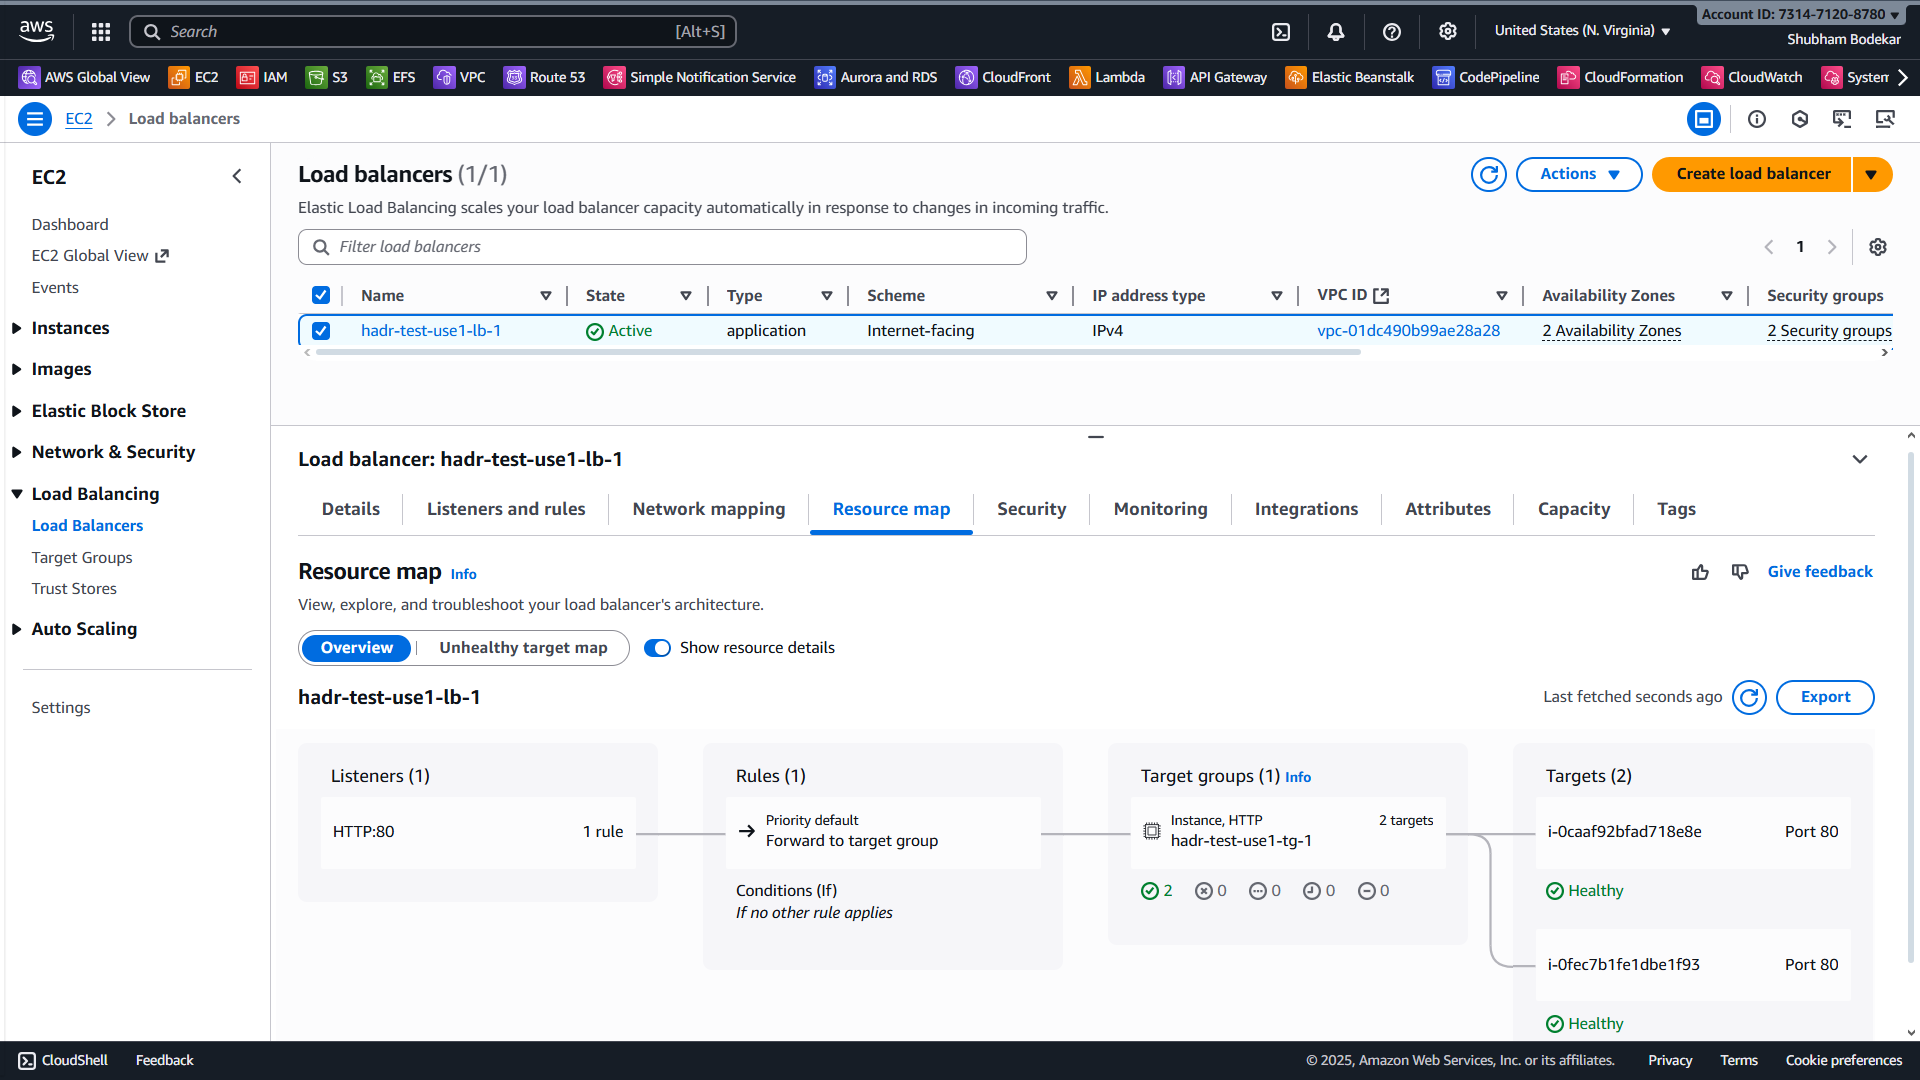 aws
Search
[Alt+S]
United States (N. Virginia)
Account ID: 7314-7120-8780
Shubham Bodekar
AWS Global View
EC2
IAM
S3
EFS
VPC
Route 53
Simple Notification Service
Aurora and RDS
CloudFront
Lambda
API Gateway
Elastic Beanstalk
CodePipeline
CloudFormation
CloudWatch
System
EC2
Load balancers
EC2
Dashboard
EC2 Global View
Events
Instances
Images
Elastic Block Store
Network & Security
Load Balancing
Load Balancers
Target Groups
Trust Stores
Auto Scaling
Settings
Load balancers (1/1)
Actions
Create load balancer
Elastic Load Balancing scales your load balancer capacity automatically in response to changes in incoming traffic.
Filter load balancers
1
Name
State
Type
Scheme
IP address type
VPC ID
Availability Zones
Security groups
hadr-test-use1-lb-1
Active
application
Internet-facing
IPv4
vpc-01dc490b99ae28a28
2 Availability Zones
2 Security groups
Load balancer: hadr-test-use1-lb-1
Details
Listeners and rules
Network mapping
Resource map
Security
Monitoring
Integrations
Attributes
Capacity
Tags
Resource map
Info
Give feedback
View, explore, and troubleshoot your load balancer's architecture.
Overview
Unhealthy target map
Show resource details
hadr-test-use1-lb-1
Last fetched seconds ago
Export
Listeners (1)
HTTP:80
1 rule
Rules (1)
Priority default
Forward to target group
Conditions (If)
If no other rule applies
Target groups (1) Info
Instance, HTTP
2 targets
hadr-test-use1-tg-1
2
0
0
0
0
Targets (2)
i-0caaf92bfad718e8e
Port 80
Healthy
i-0fec7b1fe1dbe1f93
Port 80
Healthy
CloudShell
Feedback
© 2025, Amazon Web Services, Inc. or its affiliates.
Privacy
Terms
Cookie preferences